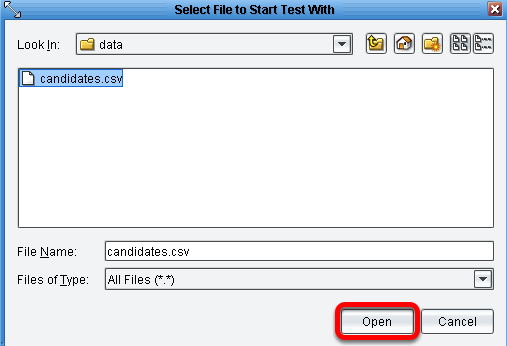 Select File to Start Test With
Look In: data
candidates.csv
File Name: candidates.csv
Files of Type: All Files (*.*)
Open Cancel